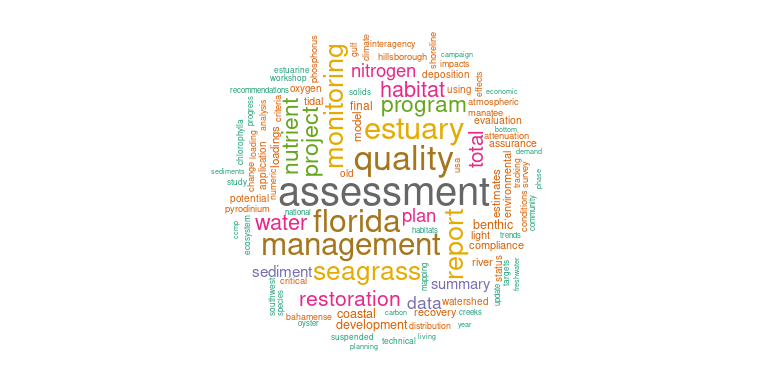 campaign
interagency
gulf
climate
shoreline
hillsborough
impacts
phosphorus
monitoring
nitrogen
deposition
effects
estuarine
workshop
recommendations
oxygen
solids
habitat
using
economic
progress
analysis
criteria
tidal
final
program
atmospheric
manatee
nutrient
project
model
estuary
evaluation
bottom
attenuation
chlorophylla
loading
loadings
total
assurance
demand
quality
usa
sediments
study
change
application
numeric
old
environmental
tracking
survey
phase
assessment
estimates
conditions
community
potential
pyrodinium
national
florida
plan
water
habitats
benthic
ccmp
ecosystem
management
report
light
trends
compliance
sediment
seagrass
mapping
river
status
targets
freshwater
critical
summary
southwest
species
restoration
data
watershed
update
bahamense
coastal
carbon
recovery
creeks
oyster
development
distribution
year
suspended
technical
living
planning